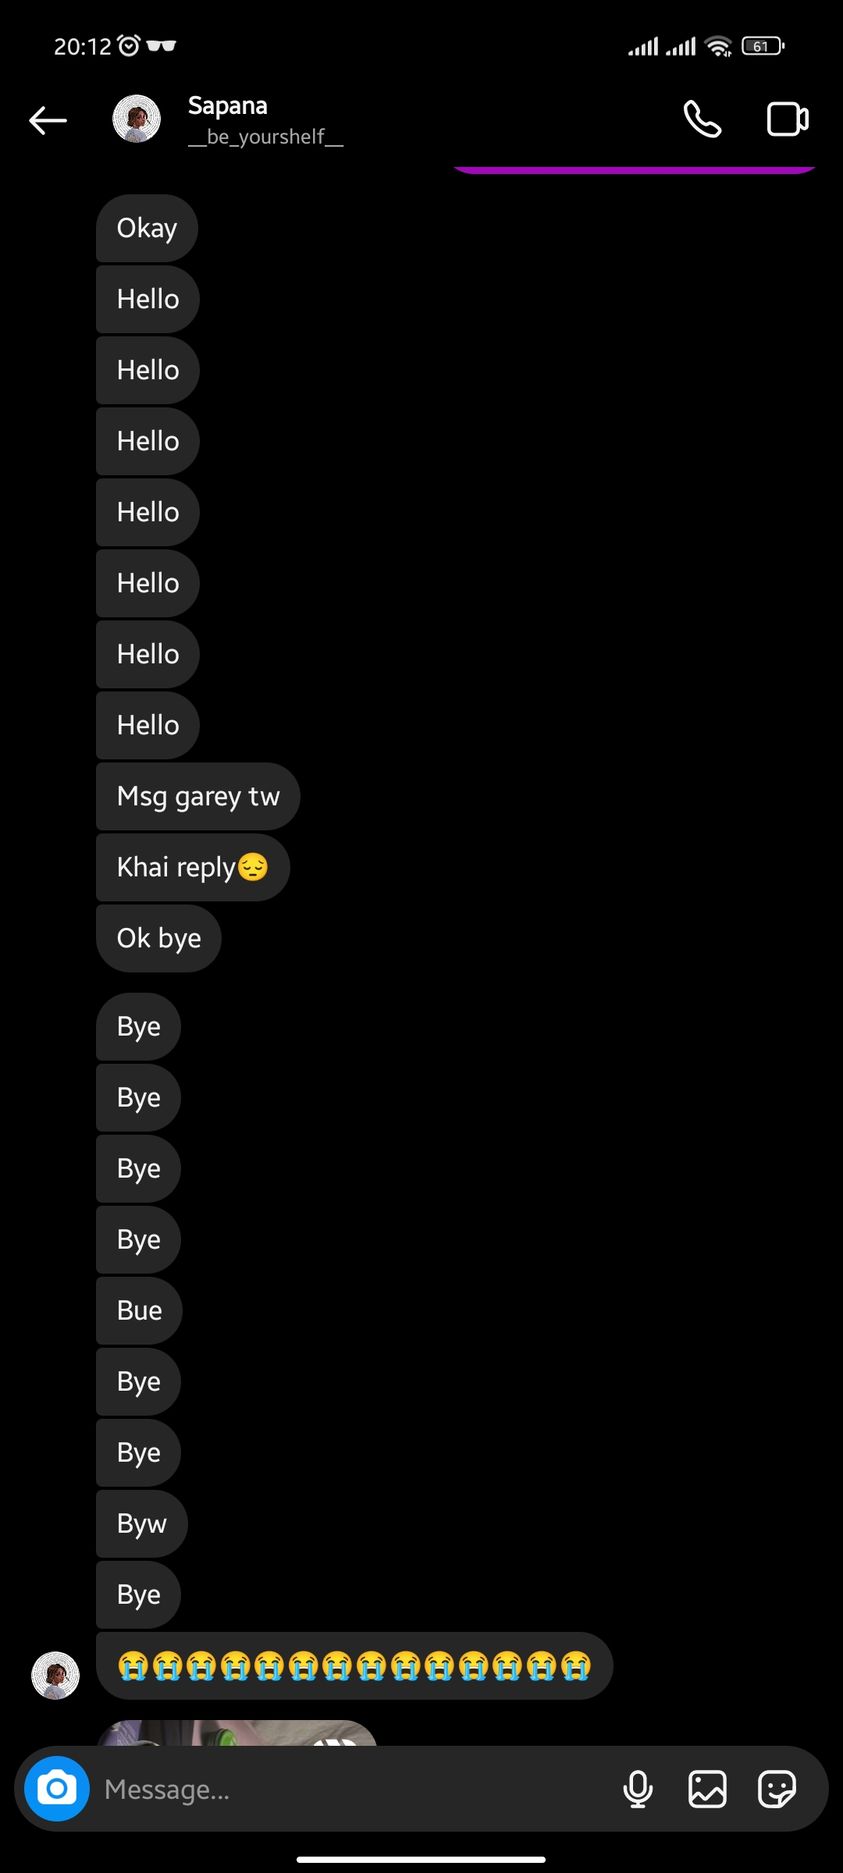 20:12
61
Sapana
__be_yourshelf__
Okay
Hello
Hello
Hello
Hello
Hello
Hello
Hello
Msg garey tw
Khai reply😔
Ok bye
Bye
Bye
Bye
Bye
Bue
Bye
Bye
Byw
Bye
😭😭😭😭😭😭😭😭😭😭😭😭😭😭
Message...